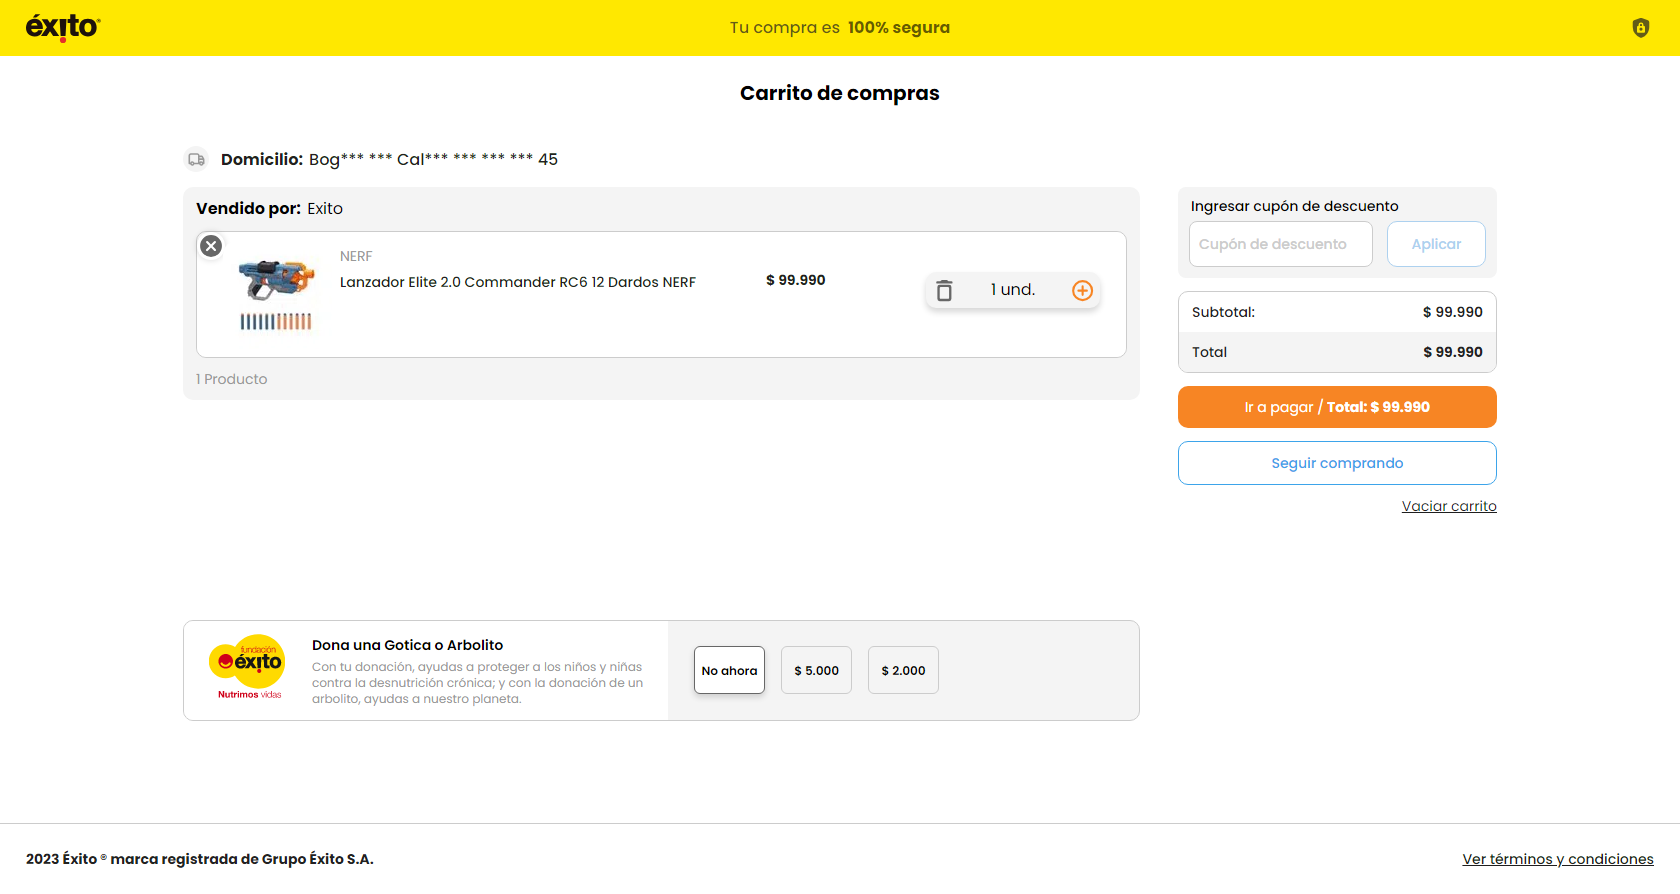 éxito
Tu compra es 100% segura
Carrito de compras
Domicilio: Bog*** *** Cal*** *** *** *** 45
Vendido por: Exito
NERF
Lanzador Elite 2.0 Commander RC6 12 Dardos NERF
$ 99.990
1 und.
1 Producto
Ingresar cupón de descuento
Cupón de descuento
Aplicar
Subtotal: $ 99.990
Total $ 99.990
Ir a pagar / Total: $ 99.990
Seguir comprando
Vaciar carrito
fundación
éxito
Nutrimos vidas
Dona una Gotica o Arbolito
Con tu donación, ayudas a proteger a los niños y niñas
contra la desnutrición crónica; y con la donación de un
arbolito, ayudas a nuestro planeta.
No ahora
$ 5.000
$ 2.000
2023 Éxito ® marca registrada de Grupo Éxito S.A.
Ver términos y condiciones